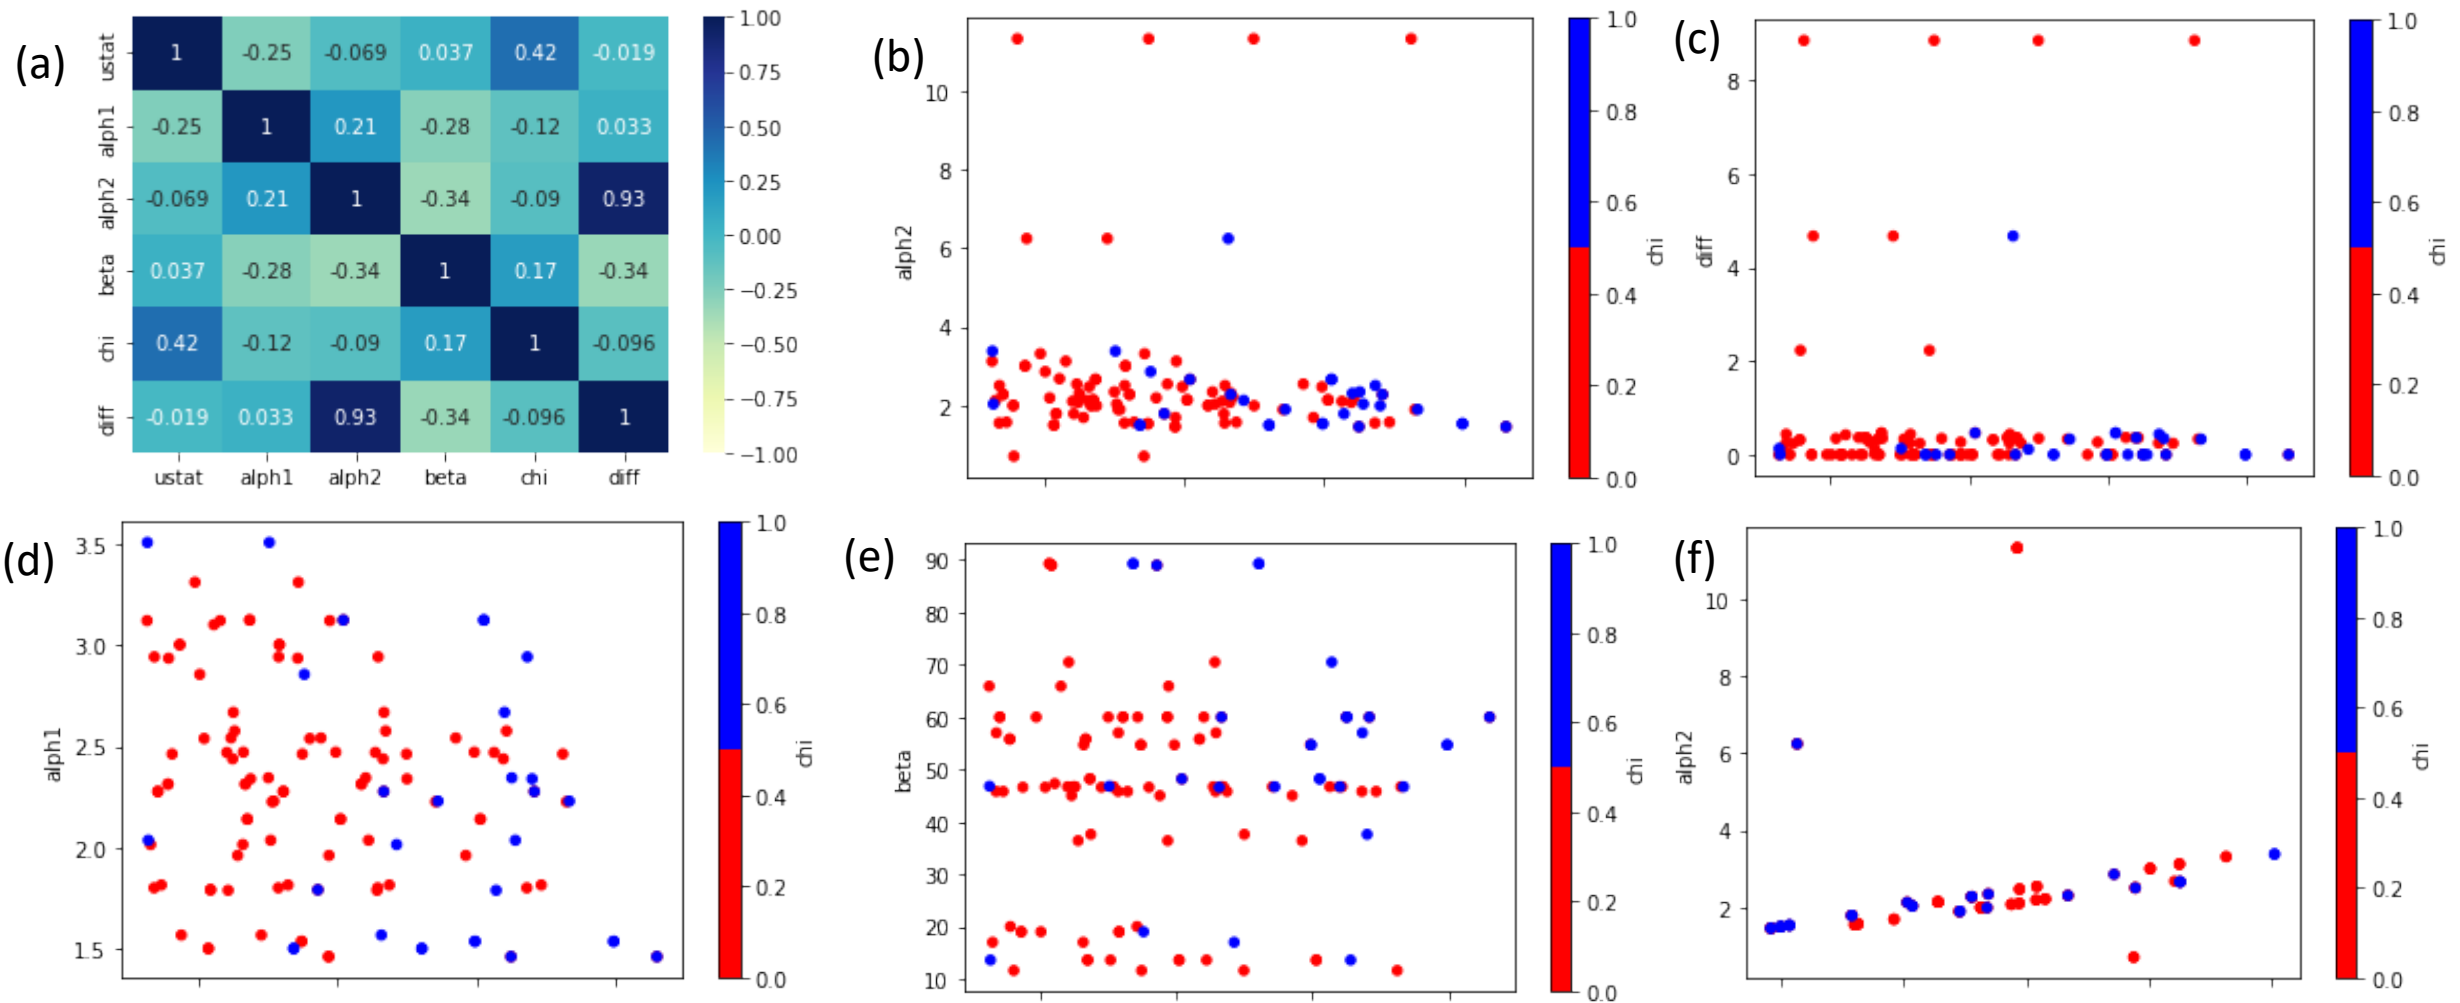 (a)
ustat 1 -0.25 -0.069 0.037 0.42 -0.019
alph1 -0.25 1 0.21 -0.28 -0.12 0.033
alph2 -0.069 0.21 1 -0.34 -0.09 0.93
beta 0.037 -0.28 -0.34 1 0.17 -0.34
chi 0.42 -0.12 -0.09 0.17 1 -0.096
diff -0.019 0.033 0.93 -0.34 -0.096 1
ustat alph1 alph2 beta chi diff
1.00
0.75
0.50
0.25
0.00
−0.25
−0.50
−0.75
−1.00
(b)
alph2
10
8
6
4
2
1.0
0.8
0.6
0.4
0.2
0.0
chi
(c)
diff
8
6
4
2
0
1.0
0.8
0.6
0.4
0.2
0.0
chi
(d)
alph1
3.5
3.0
2.5
2.0
1.5
1.0
0.8
0.6
0.4
0.2
0.0
chi
(e)
beta
90
80
70
60
50
40
30
20
10
1.0
0.8
0.6
0.4
0.2
0.0
chi
(f)
alph2
10
8
6
4
2
1.0
0.8
0.6
0.4
0.2
0.0
chi